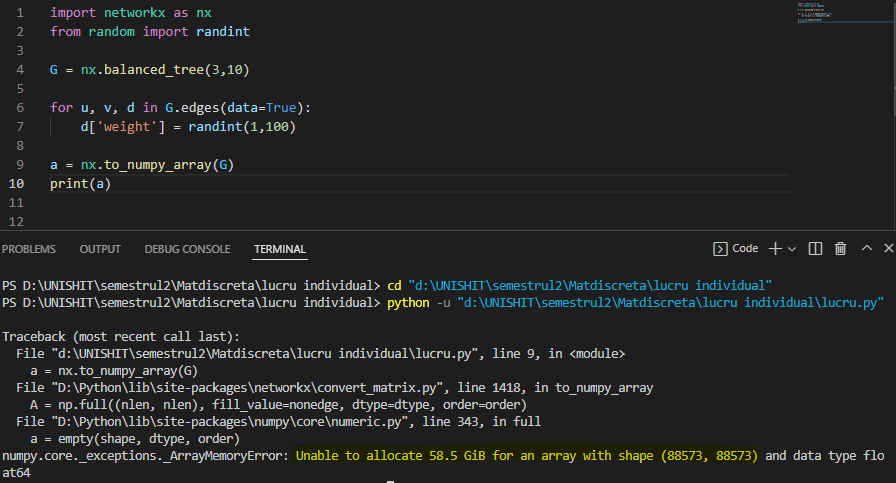 1 import networkx as nx
2 from random import randint
3
4 G = nx.balanced_tree(3,10)
5
6 for u, v, d in G.edges(data=True):
7     d['weight'] = randint(1,100)
8
9 a = nx.to_numpy_array(G)
10 print(a)
11
12
PROBLEMS OUTPUT DEBUG CONSOLE TERMINAL Code
PS D:\UNISHIT\semestrul2\Matdiscreta\lucru individual> cd "d:\UNISHIT\semestrul2\Matdiscreta\lucru individual"
PS D:\UNISHIT\semestrul2\Matdiscreta\lucru individual> python -u "d:\UNISHIT\semestrul2\Matdiscreta\lucru individual\lucru.py"
Traceback (most recent call last):
  File "d:\UNISHIT\semestrul2\Matdiscreta\lucru individual\lucru.py", line 9, in <module>
    a = nx.to_numpy_array(G)
  File "D:\Python\lib\site-packages\networkx\convert_matrix.py", line 1418, in to_numpy_array
    A = np.full((nlen, nlen), fill_value=nonedge, dtype=dtype, order=order)
  File "D:\Python\lib\site-packages\numpy\core\numeric.py", line 343, in full
    a = empty(shape, dtype, order)
numpy.core._exceptions._ArrayMemoryError: Unable to allocate 58.5 GiB for an array with shape (88573, 88573) and data type flo
at64